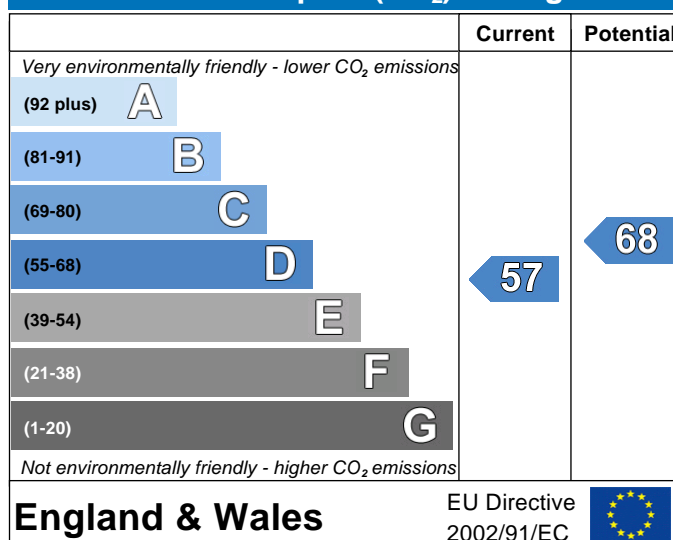 Current Potential
Very environmentally friendly - lower CO₂ emissions
(92 plus) A
(81-91) B
(69-80) C
(55-68) D
(39-54) E
(21-38) F
(1-20) G
57
68
Not environmentally friendly - higher CO₂ emissions
England & Wales
EU Directive
2002/91/EC